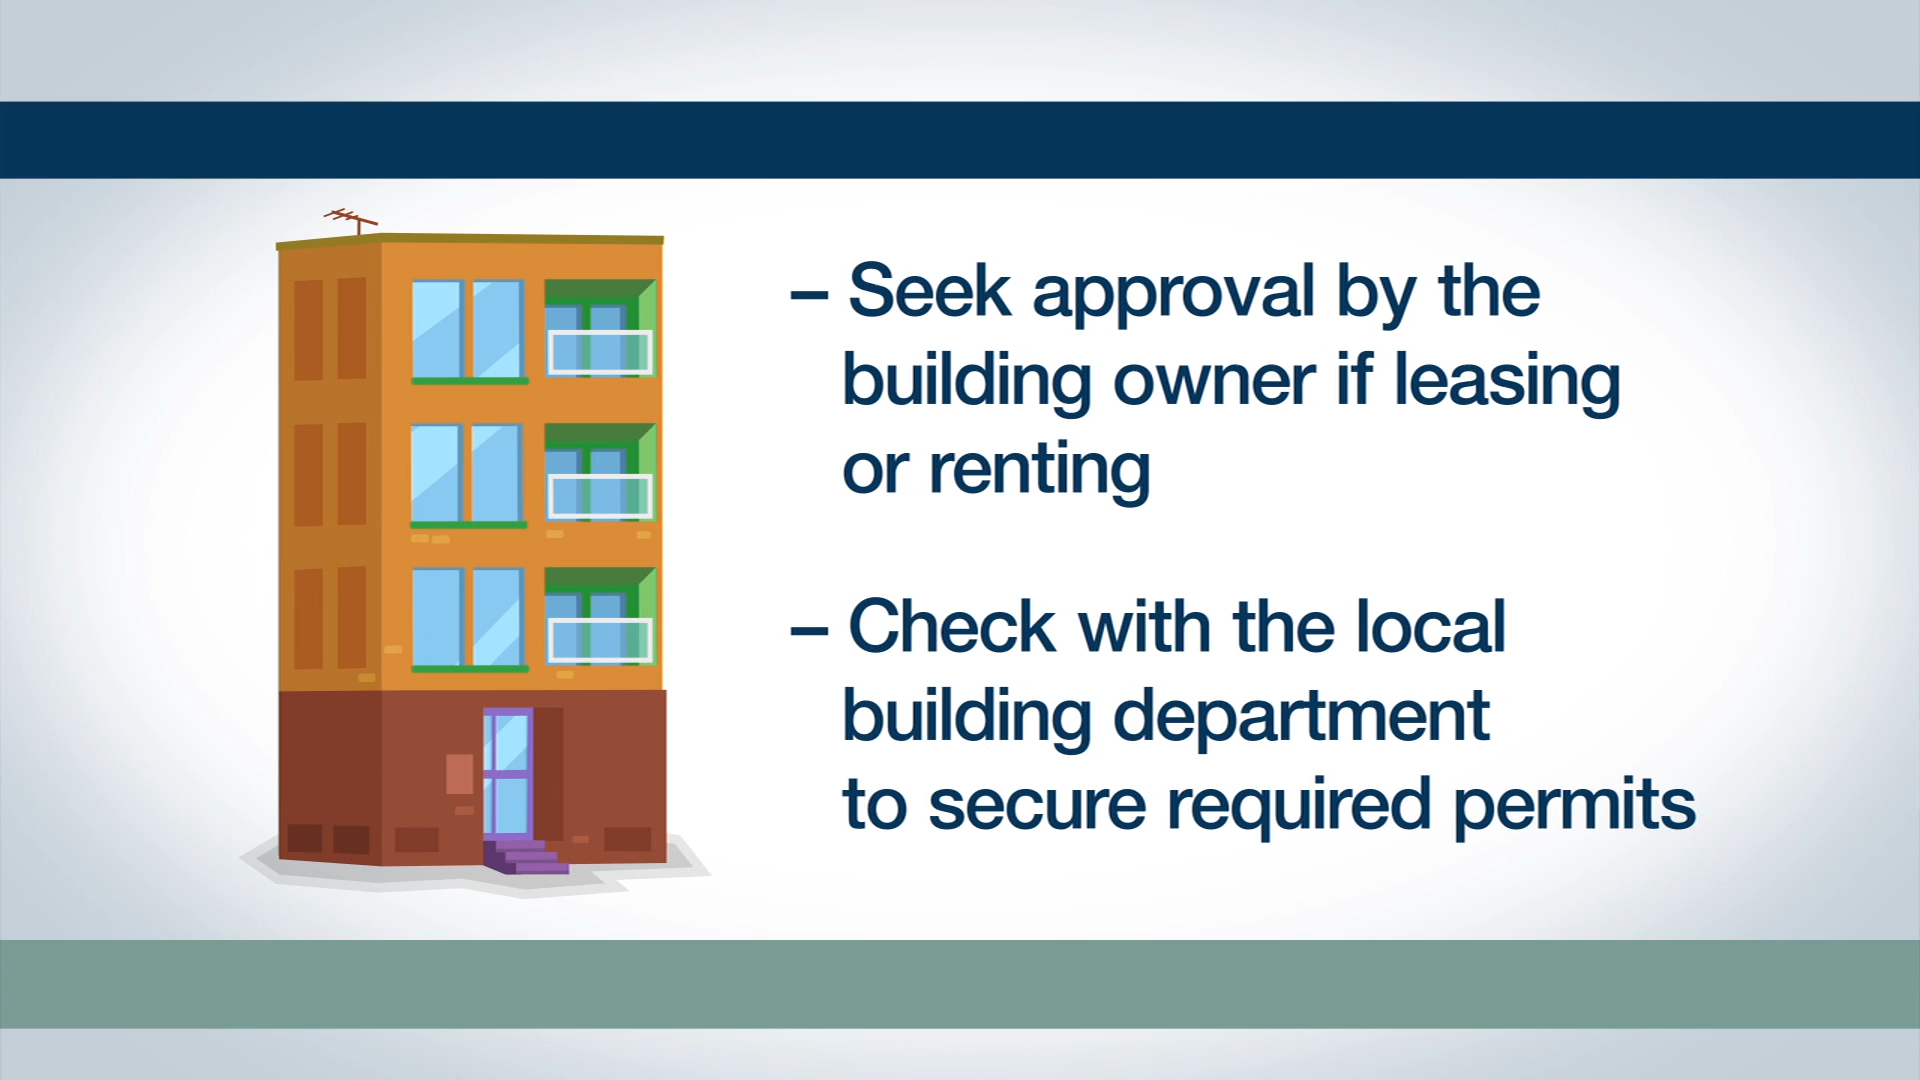 – Seek approval by the
building owner if leasing
or renting
– Check with the local
building department
to secure required permits